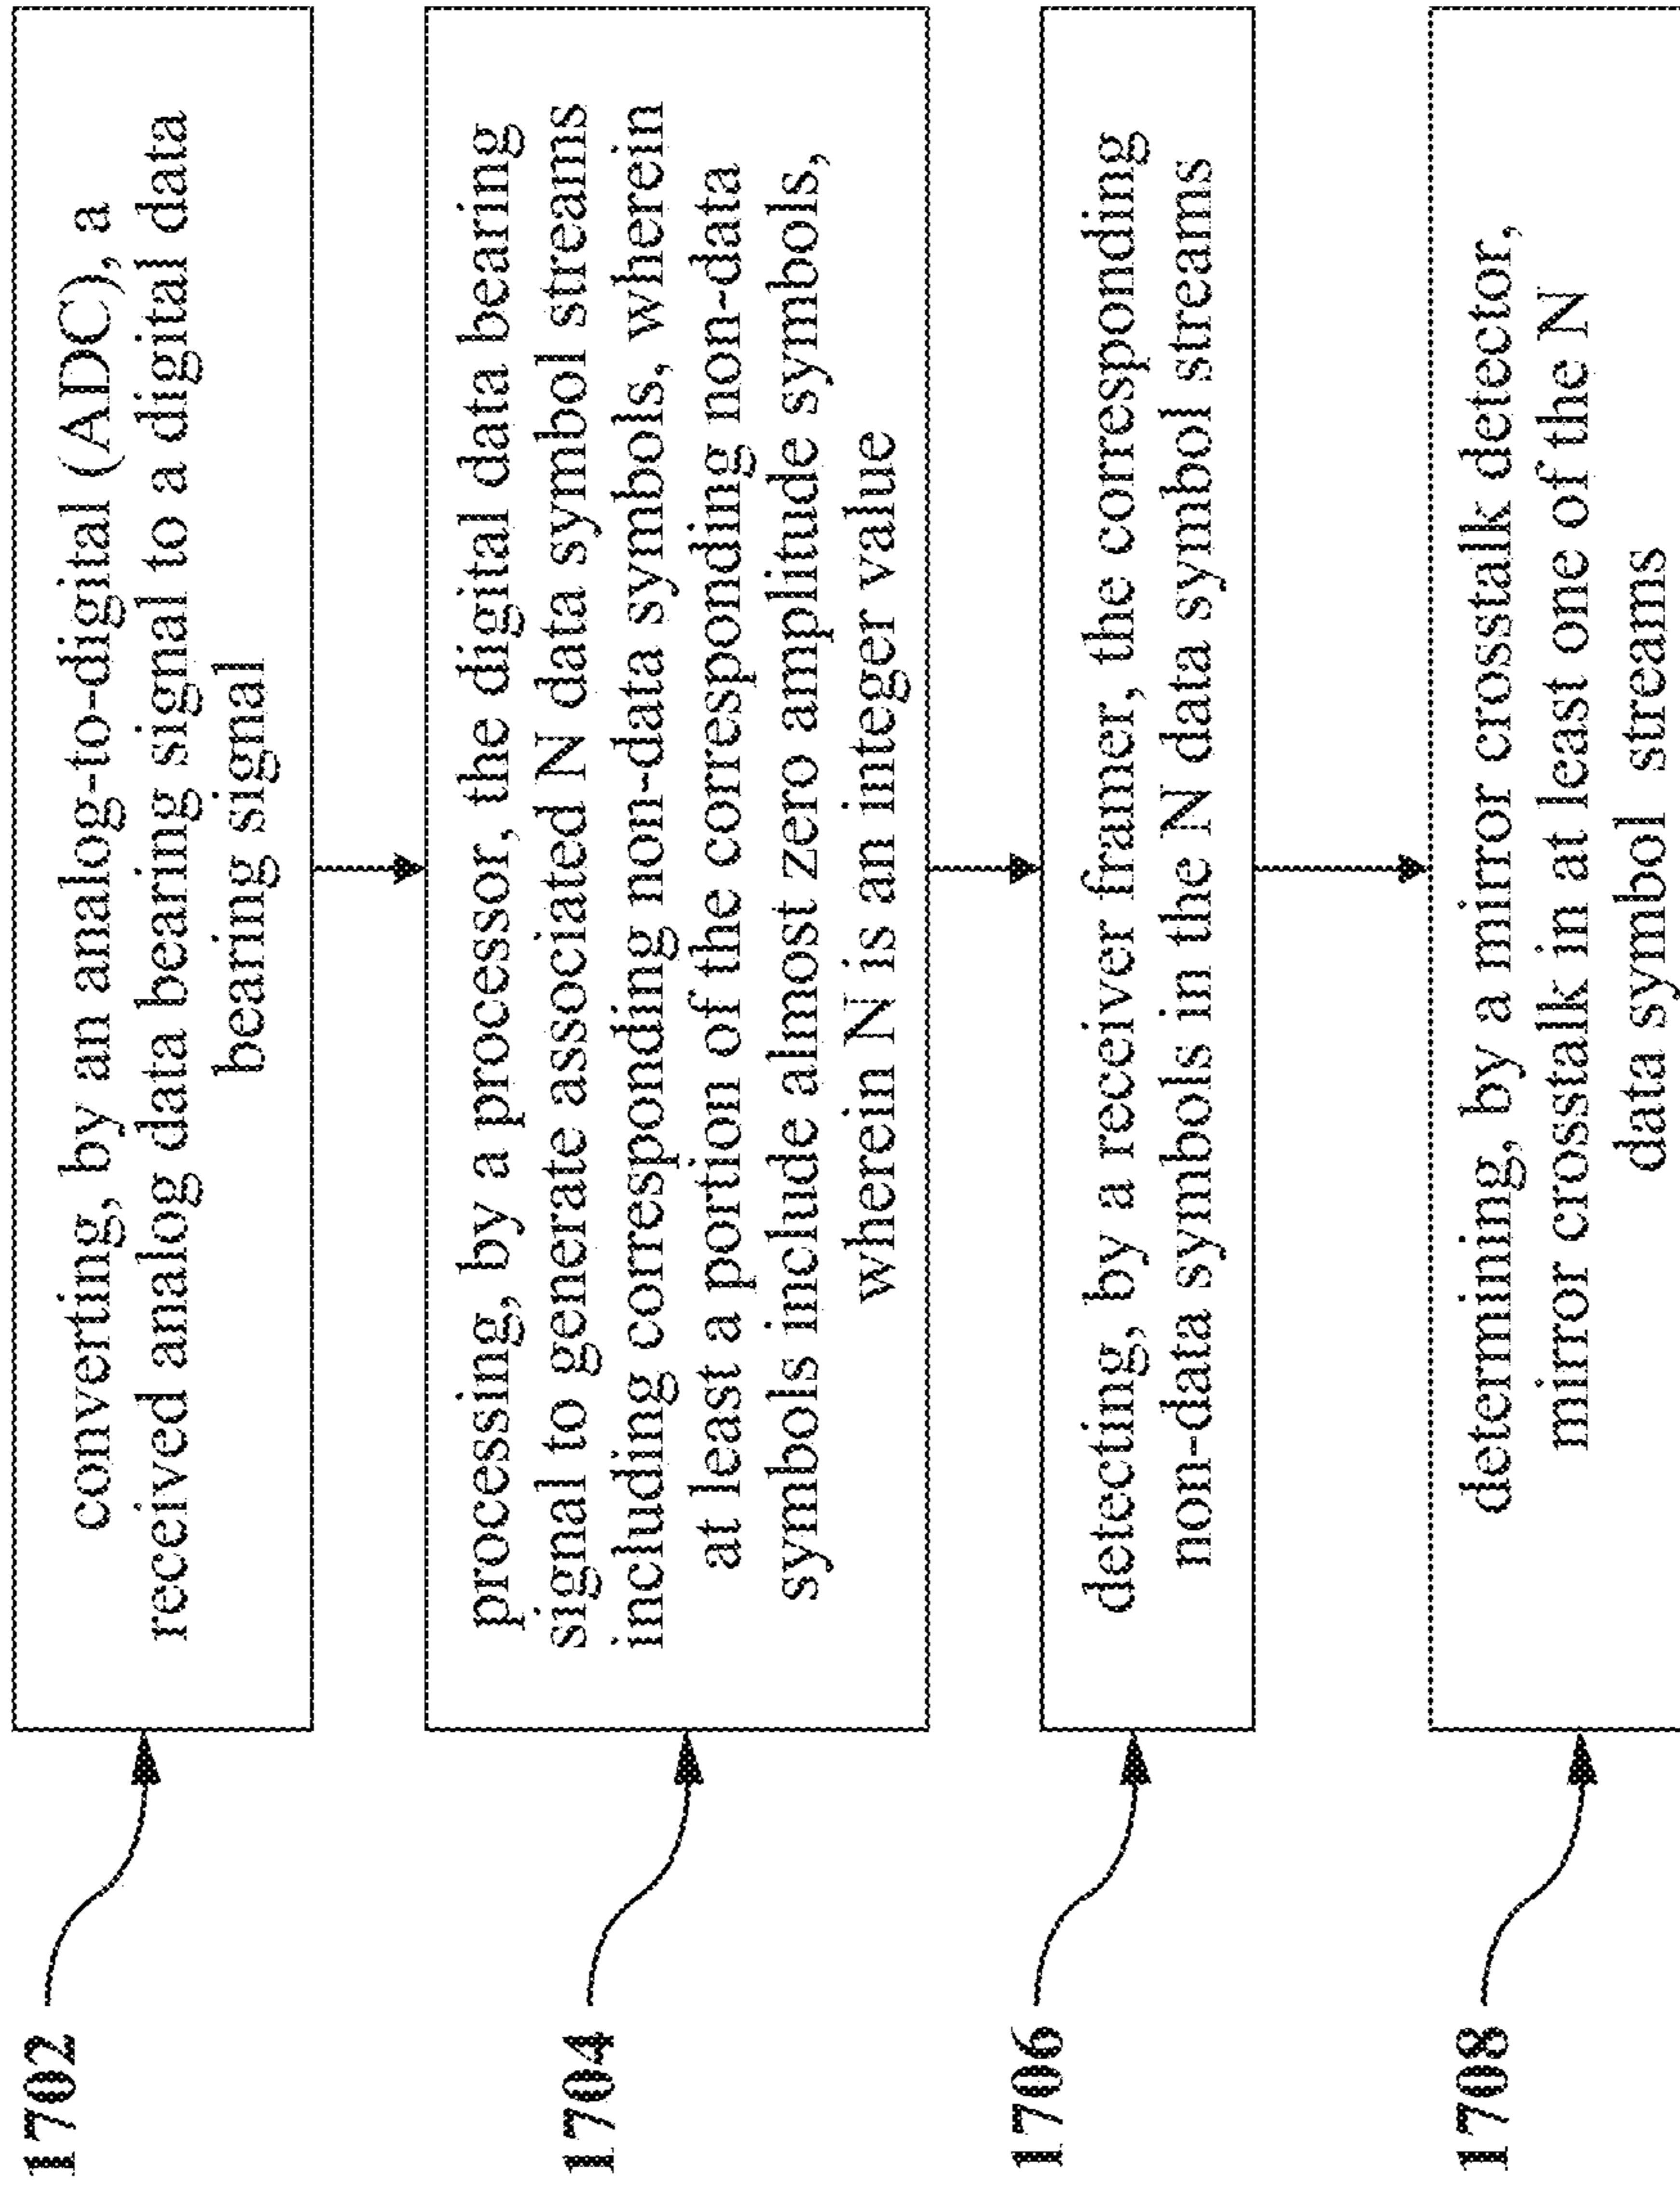 1702
converting, by an analog-to-digital (ADC), a
received analog data bearing signal to a digital data
bearing signal
1704
processing, by a processor, the digital data bearing
signal to generate associated N data symbol streams
including corresponding non-data symbols, wherein
at least a portion of the corresponding non-data
symbols include almost zero amplitude symbols,
wherein N is an integer value
1706
detecting, by a receiver framer, the corresponding
non-data symbols in the N data symbol streams
1708
determining, by a mirror crosstalk detector,
mirror crosstalk in at least one of the N
data symbol streams